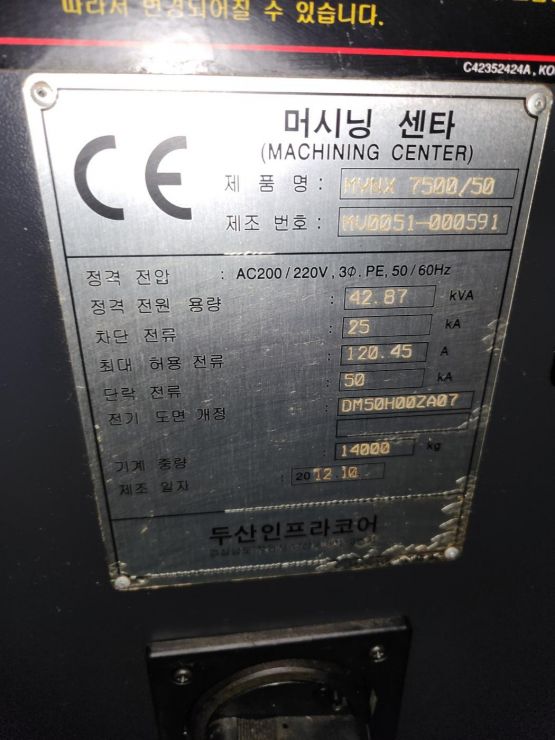 따라서 변경되어질 수 있습니다.
C42352424A, KO
CE
머시닝 센타
(MACHINING CENTER)
제 품 명 : MYNX 7500/50
제조 번호 : MV0051-000591
정격 전압 : AC200/220V, 3Φ, PE, 50/60Hz
정격 전원 용량 : 42.87 kVA
차단 전류 : 25 kA
최대 허용 전류 : 120.45 A
단락 전류 : 50 kA
전기 도면 개정 : DM50H00ZA07
기계 중량 : 14000 kg
제조 일자 : 2012.10
두산인프라코어